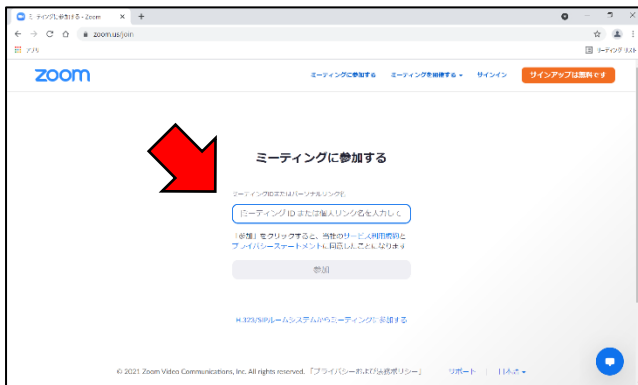 ミーティングに参加する - Zoom
zoom.us/join
アプリ
リーディング リスト
zoom
ミーティングに参加する
ミーティングを開催する
サインイン
サインアップは無料です
ミーティングに参加する
ミーティングIDまたはパーソナルリンク名
ミーティング ID または個人リンク名を入力して
「参加」をクリックすると、当社のサービス利用規約と
プライバシーステートメントに同意したことになります
参加
H.323/SIPルームシステムからミーティングに参加する
© 2021 Zoom Video Communications, Inc. All rights reserved. 「プライバシーおよび法務ポリシー」
サポート
日本語